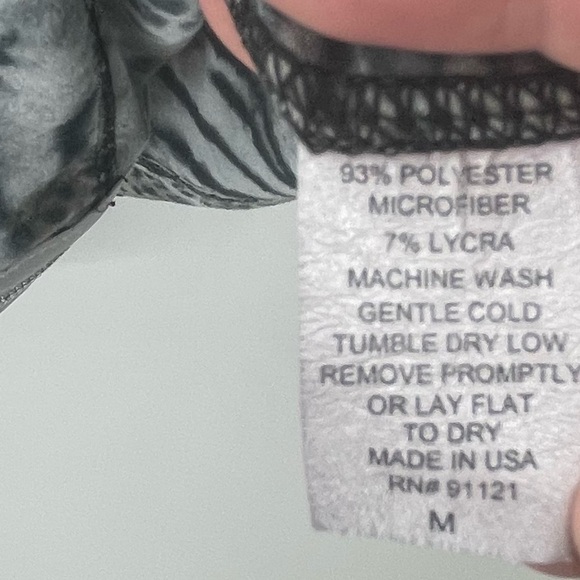 93% POLYESTER
MICROFIBER
7% LYCRA
MACHINE WASH
GENTLE COLD
TUMBLE DRY LOW
REMOVE PROMPTLY
OR LAY FLAT
TO DRY
MADE IN USA
RN# 91121
M